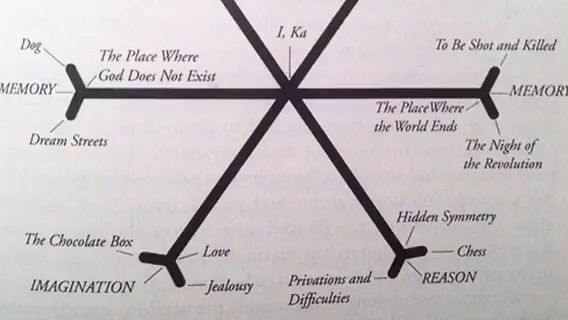 I, Ka
Dog
The Place Where
God Does Not Exist
MEMORY
Dream Streets
To Be Shot and Killed
MEMORY
The Place Where
the World Ends
The Night of
the Revolution
The Chocolate Box
Love
IMAGINATION
Jealousy
Hidden Symmetry
Chess
REASON
Privations and
Difficulties